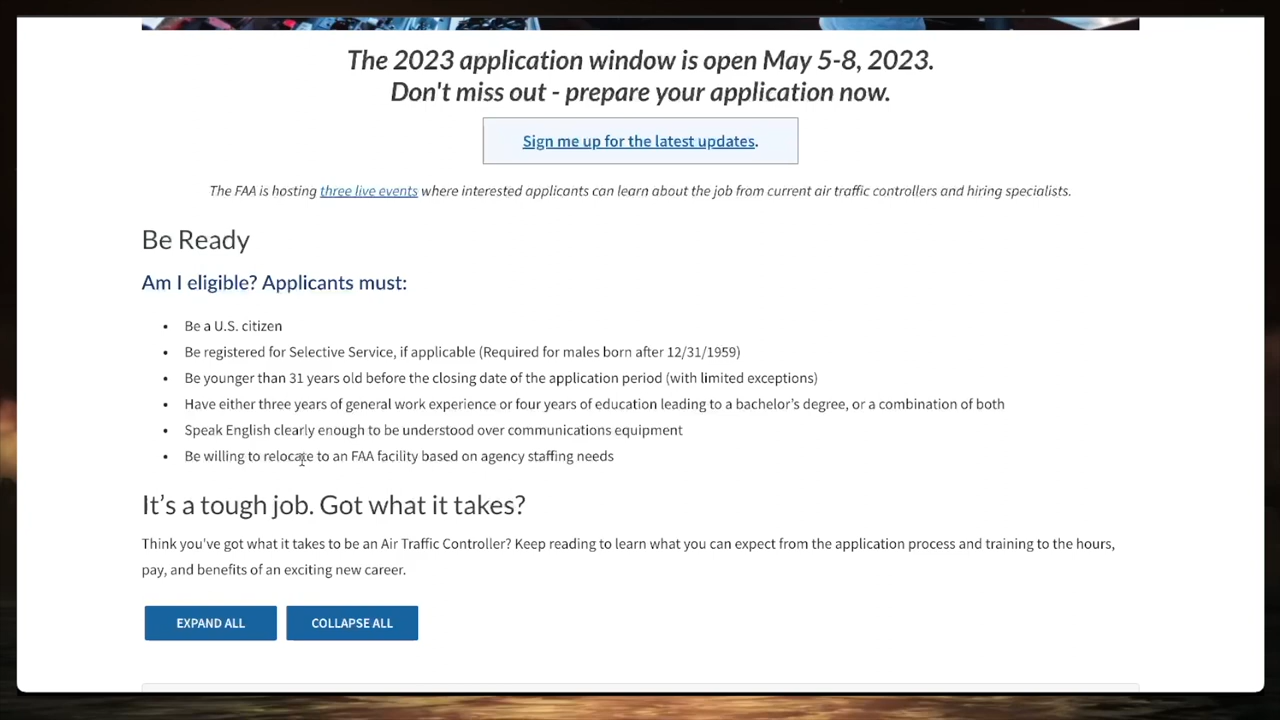 The 2023 application window is open May 5-8, 2023.
Don't miss out - prepare your application now.
Sign me up for the latest updates.
The FAA is hosting three live events where interested applicants can learn about the job from current air traffic controllers and hiring specialists.
Be Ready
Am I eligible? Applicants must:
• Be a U.S. citizen
• Be registered for Selective Service, if applicable (Required for males born after 12/31/1959)
• Be younger than 31 years old before the closing date of the application period (with limited exceptions)
• Have either three years of general work experience or four years of education leading to a bachelor’s degree, or a combination of both
• Speak English clearly enough to be understood over communications equipment
• Be willing to relocate to an FAA facility based on agency staffing needs
It’s a tough job. Got what it takes?
Think you've got what it takes to be an Air Traffic Controller? Keep reading to learn what you can expect from the application process and training to the hours,
pay, and benefits of an exciting new career.
EXPAND ALL COLLAPSE ALL